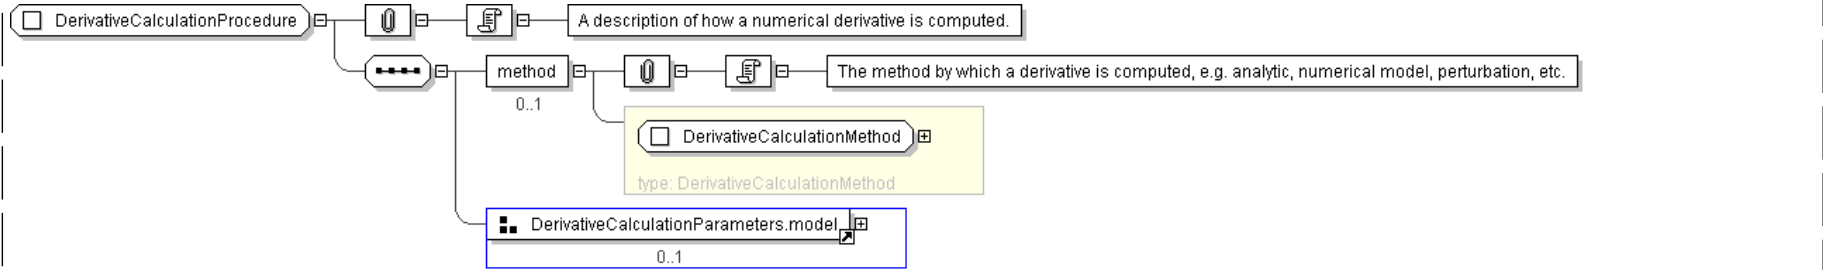 DerivativeCalculationProcedure
A description of how a numerical derivative is computed.
method
The method by which a derivative is computed, e.g. analytic, numerical model, perturbation, etc.
0..1
DerivativeCalculationMethod
type: DerivativeCalculationMethod
DerivativeCalculationParameters.model
0..1